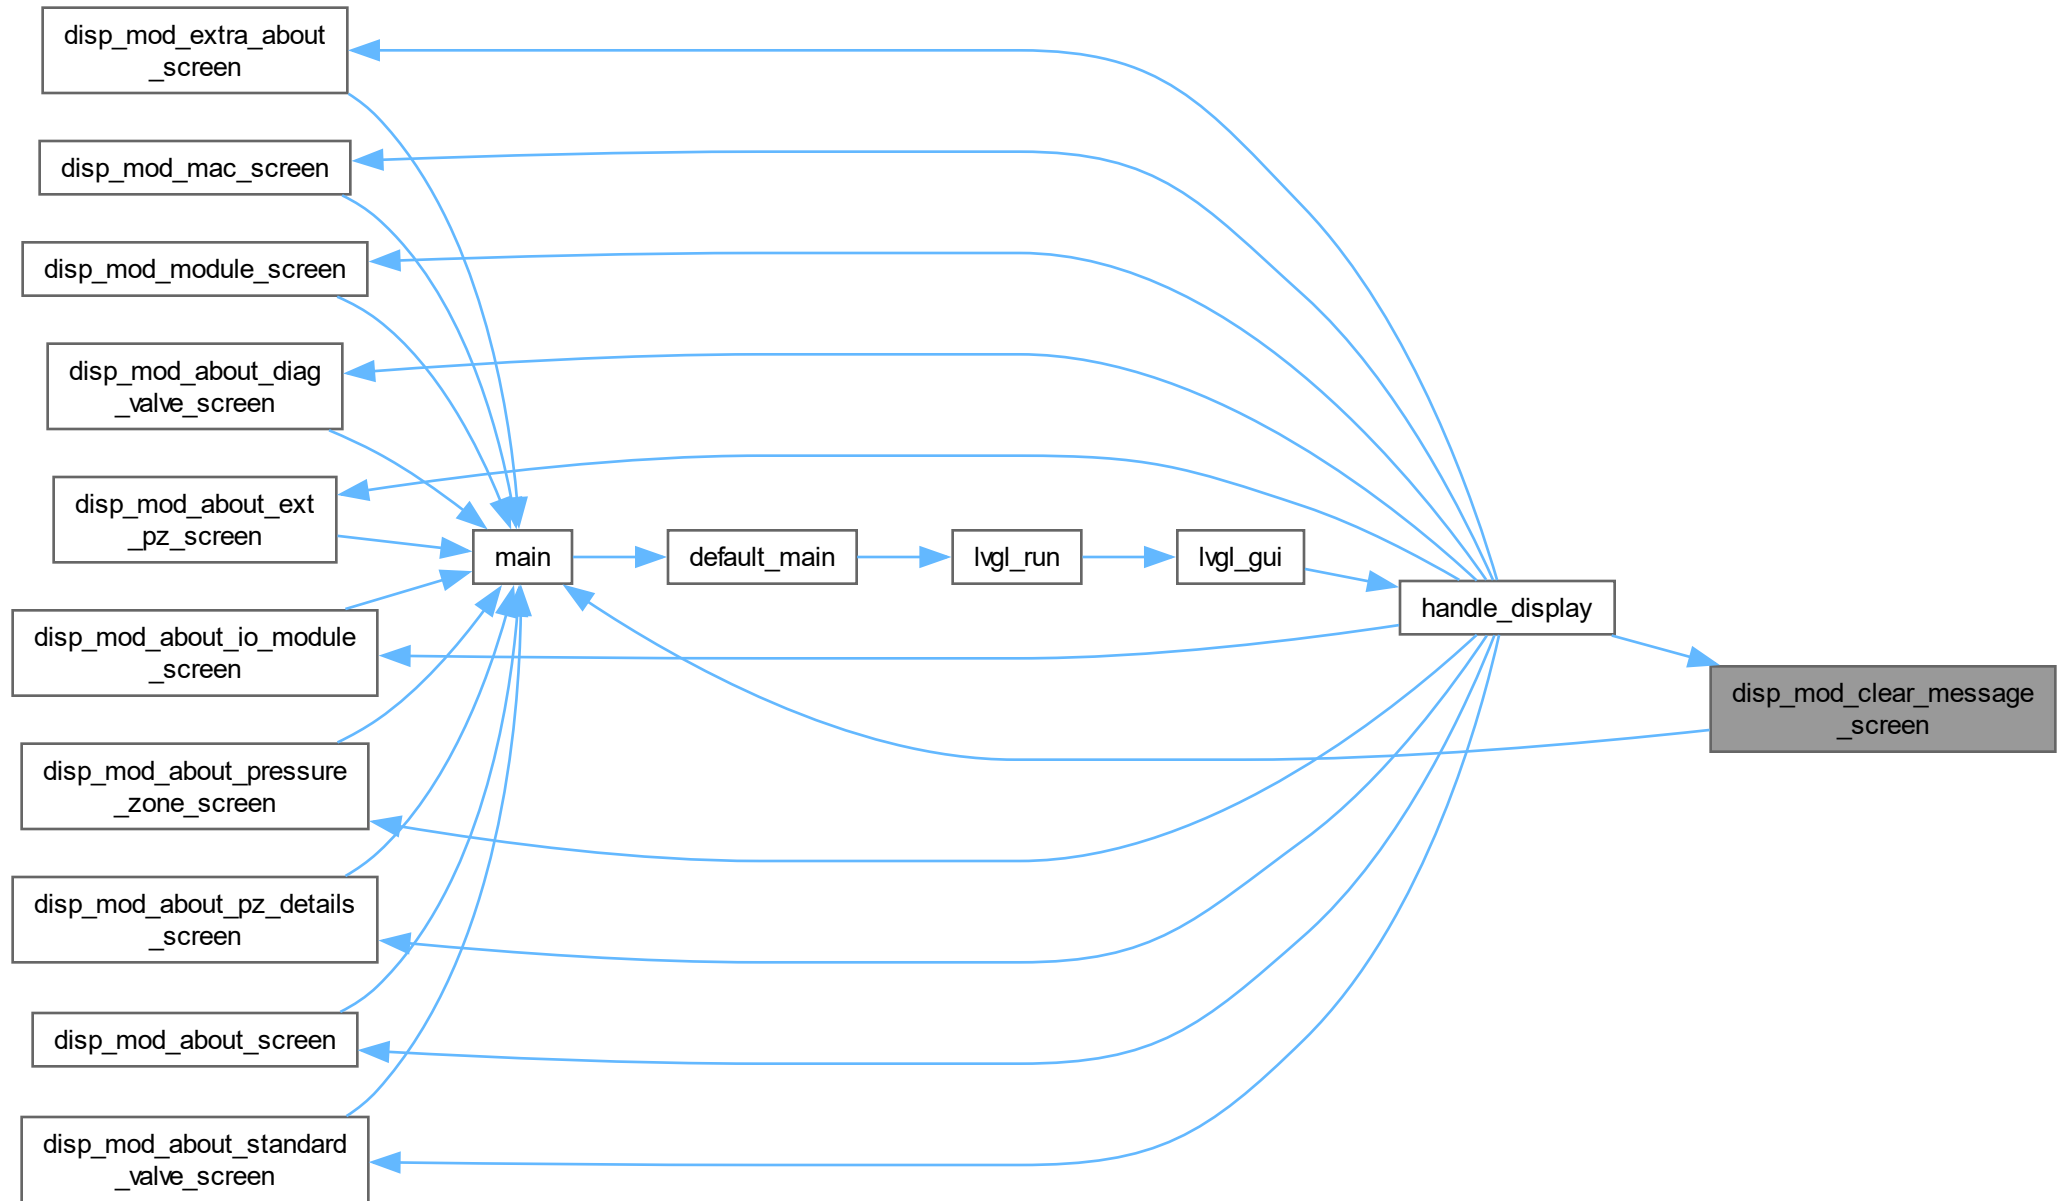 disp_mod_extra_about
_screen
disp_mod_mac_screen
disp_mod_module_screen
disp_mod_about_diag
_valve_screen
disp_mod_about_ext
_pz_screen
disp_mod_about_io_module
_screen
disp_mod_about_pressure
_zone_screen
disp_mod_about_pz_details
_screen
disp_mod_about_screen
disp_mod_about_standard
_valve_screen
main
default_main
lvgl_run
lvgl_gui
handle_display
disp_mod_clear_message
_screen